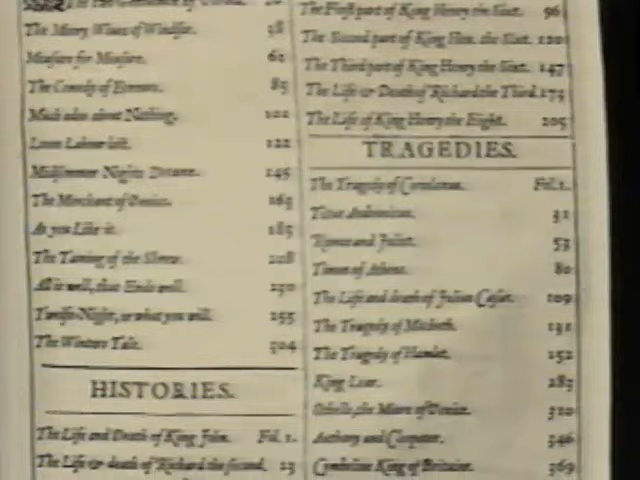 The Merry Wives of Windsor. 38
Measure for Measure. 61
The Comedy of Errours. 85
Much adoo about Nothing. 101
Loves Labour lost. 122
Midsommer Nights Dreame. 145
The Merchant of Venice. 163
As you Like it. 185
The Taming of the Shrew. 208
All is well, that Ends well. 230
Twelfe-Night, or what you will. 255
The Winters Tale. 304
HISTORIES.
The Life and Death of King John. Fol. 1.
The Life & death of Richard the second. 23
The First part of King Henry the Sixt. 96
The Second part of King Hen. the Sixt. 120
The Third part of King Henry the Sixt. 147
The Life & Death of Richard the Third. 173
The Life of King Henry the Eight. 205
TRAGEDIES.
The Tragedy of Coriolanus. Fol. 1.
Titus Andronicus. 31
Romeo and Juliet. 53
Timon of Athens. 80
The Life and death of Julius Cæsar. 109
The Tragedy of Macbeth. 131
The Tragedy of Hamlet. 152
King Lear. 283
Othello, the Moore of Venice. 310
Anthony and Cleopater. 346
Cymbeline King of Britaine. 369